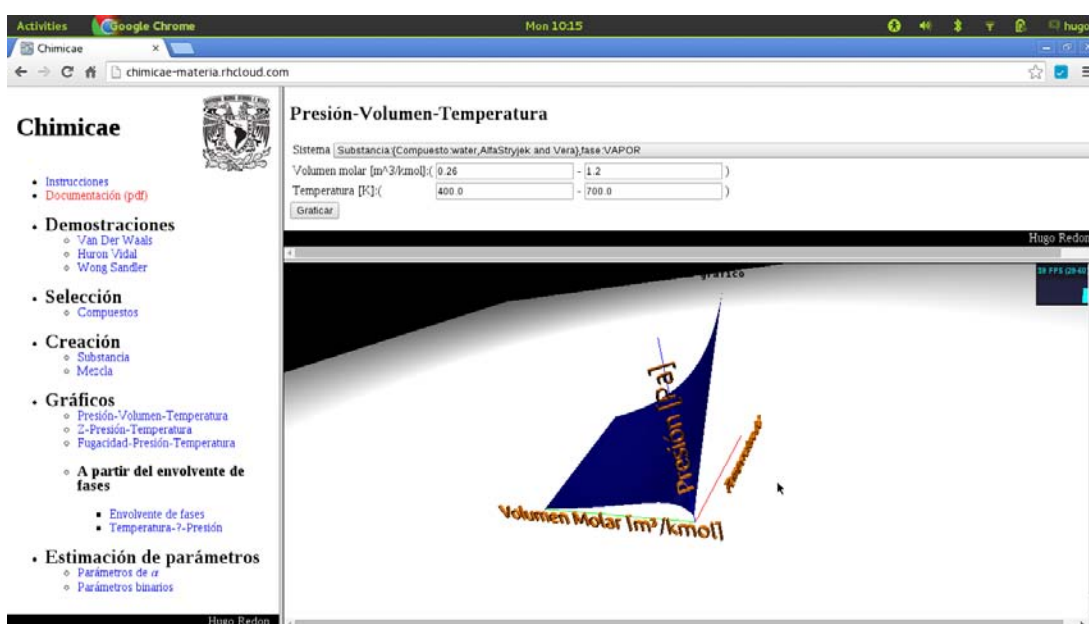 Activities
Google Chrome
Mon 10:15
hugo
Chimicae
chimicae-materia.rhcloud.com
Chimicae
Instrucciones
Documentación (pdf)
Demostraciones
Van Der Waals
Huron Vidal
Wong Sandler
Selección
Compuestos
Creación
Substancia
Mezcla
Gráficos
Presión-Volumen-Temperatura
Z-Presión-Temperatura
Fugacidad-Presión-Temperatura
A partir del envolvente de
fases
Envolvente de fases
Temperatura-?-Presión
Estimación de parámetros
Parámetros de α
Parámetros binarios
Hugo Redon
Presión-Volumen-Temperatura
Sistema Substancia:{Compuesto:water,AlfaStryjek and Vera},fase:VAPOR
Volumen molar [m^3/kmol]:( 0.26 - 1.2 )
Temperatura [K]:( 400.0 - 700.0 )
Graficar
Hugo Redon
Presión [Pa]
Volumen Molar [m³/kmol]